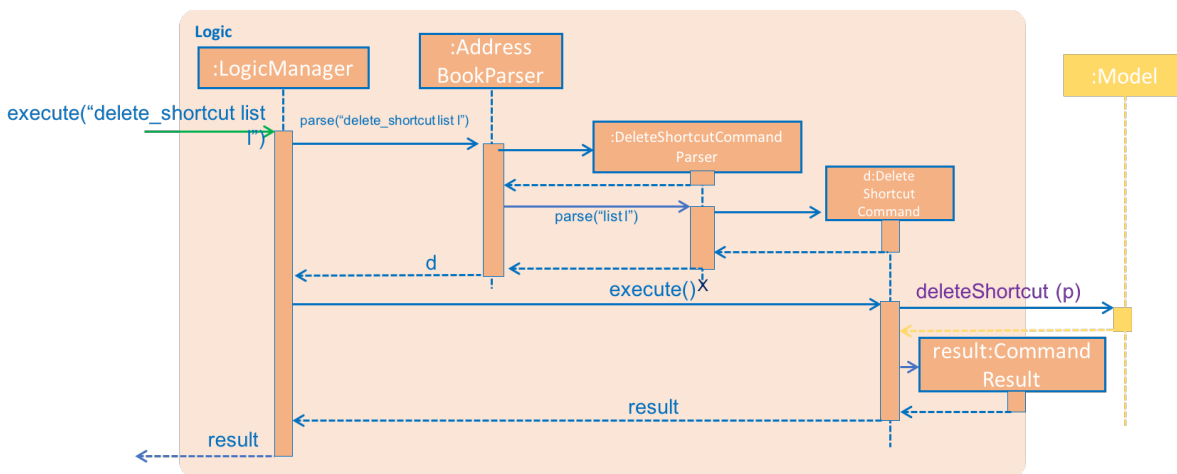 Logic
:LogicManager
:Address
BookParser
:Model
execute(“delete_shortcut list
l”)
parse(“delete_shortcut list l”)
:DeleteShortcutCommand
Parser
d:Delete
Shortcut
Command
parse(“list l”)
d
execute()
x
deleteShortcut (p)
result:Command
Result
result
result